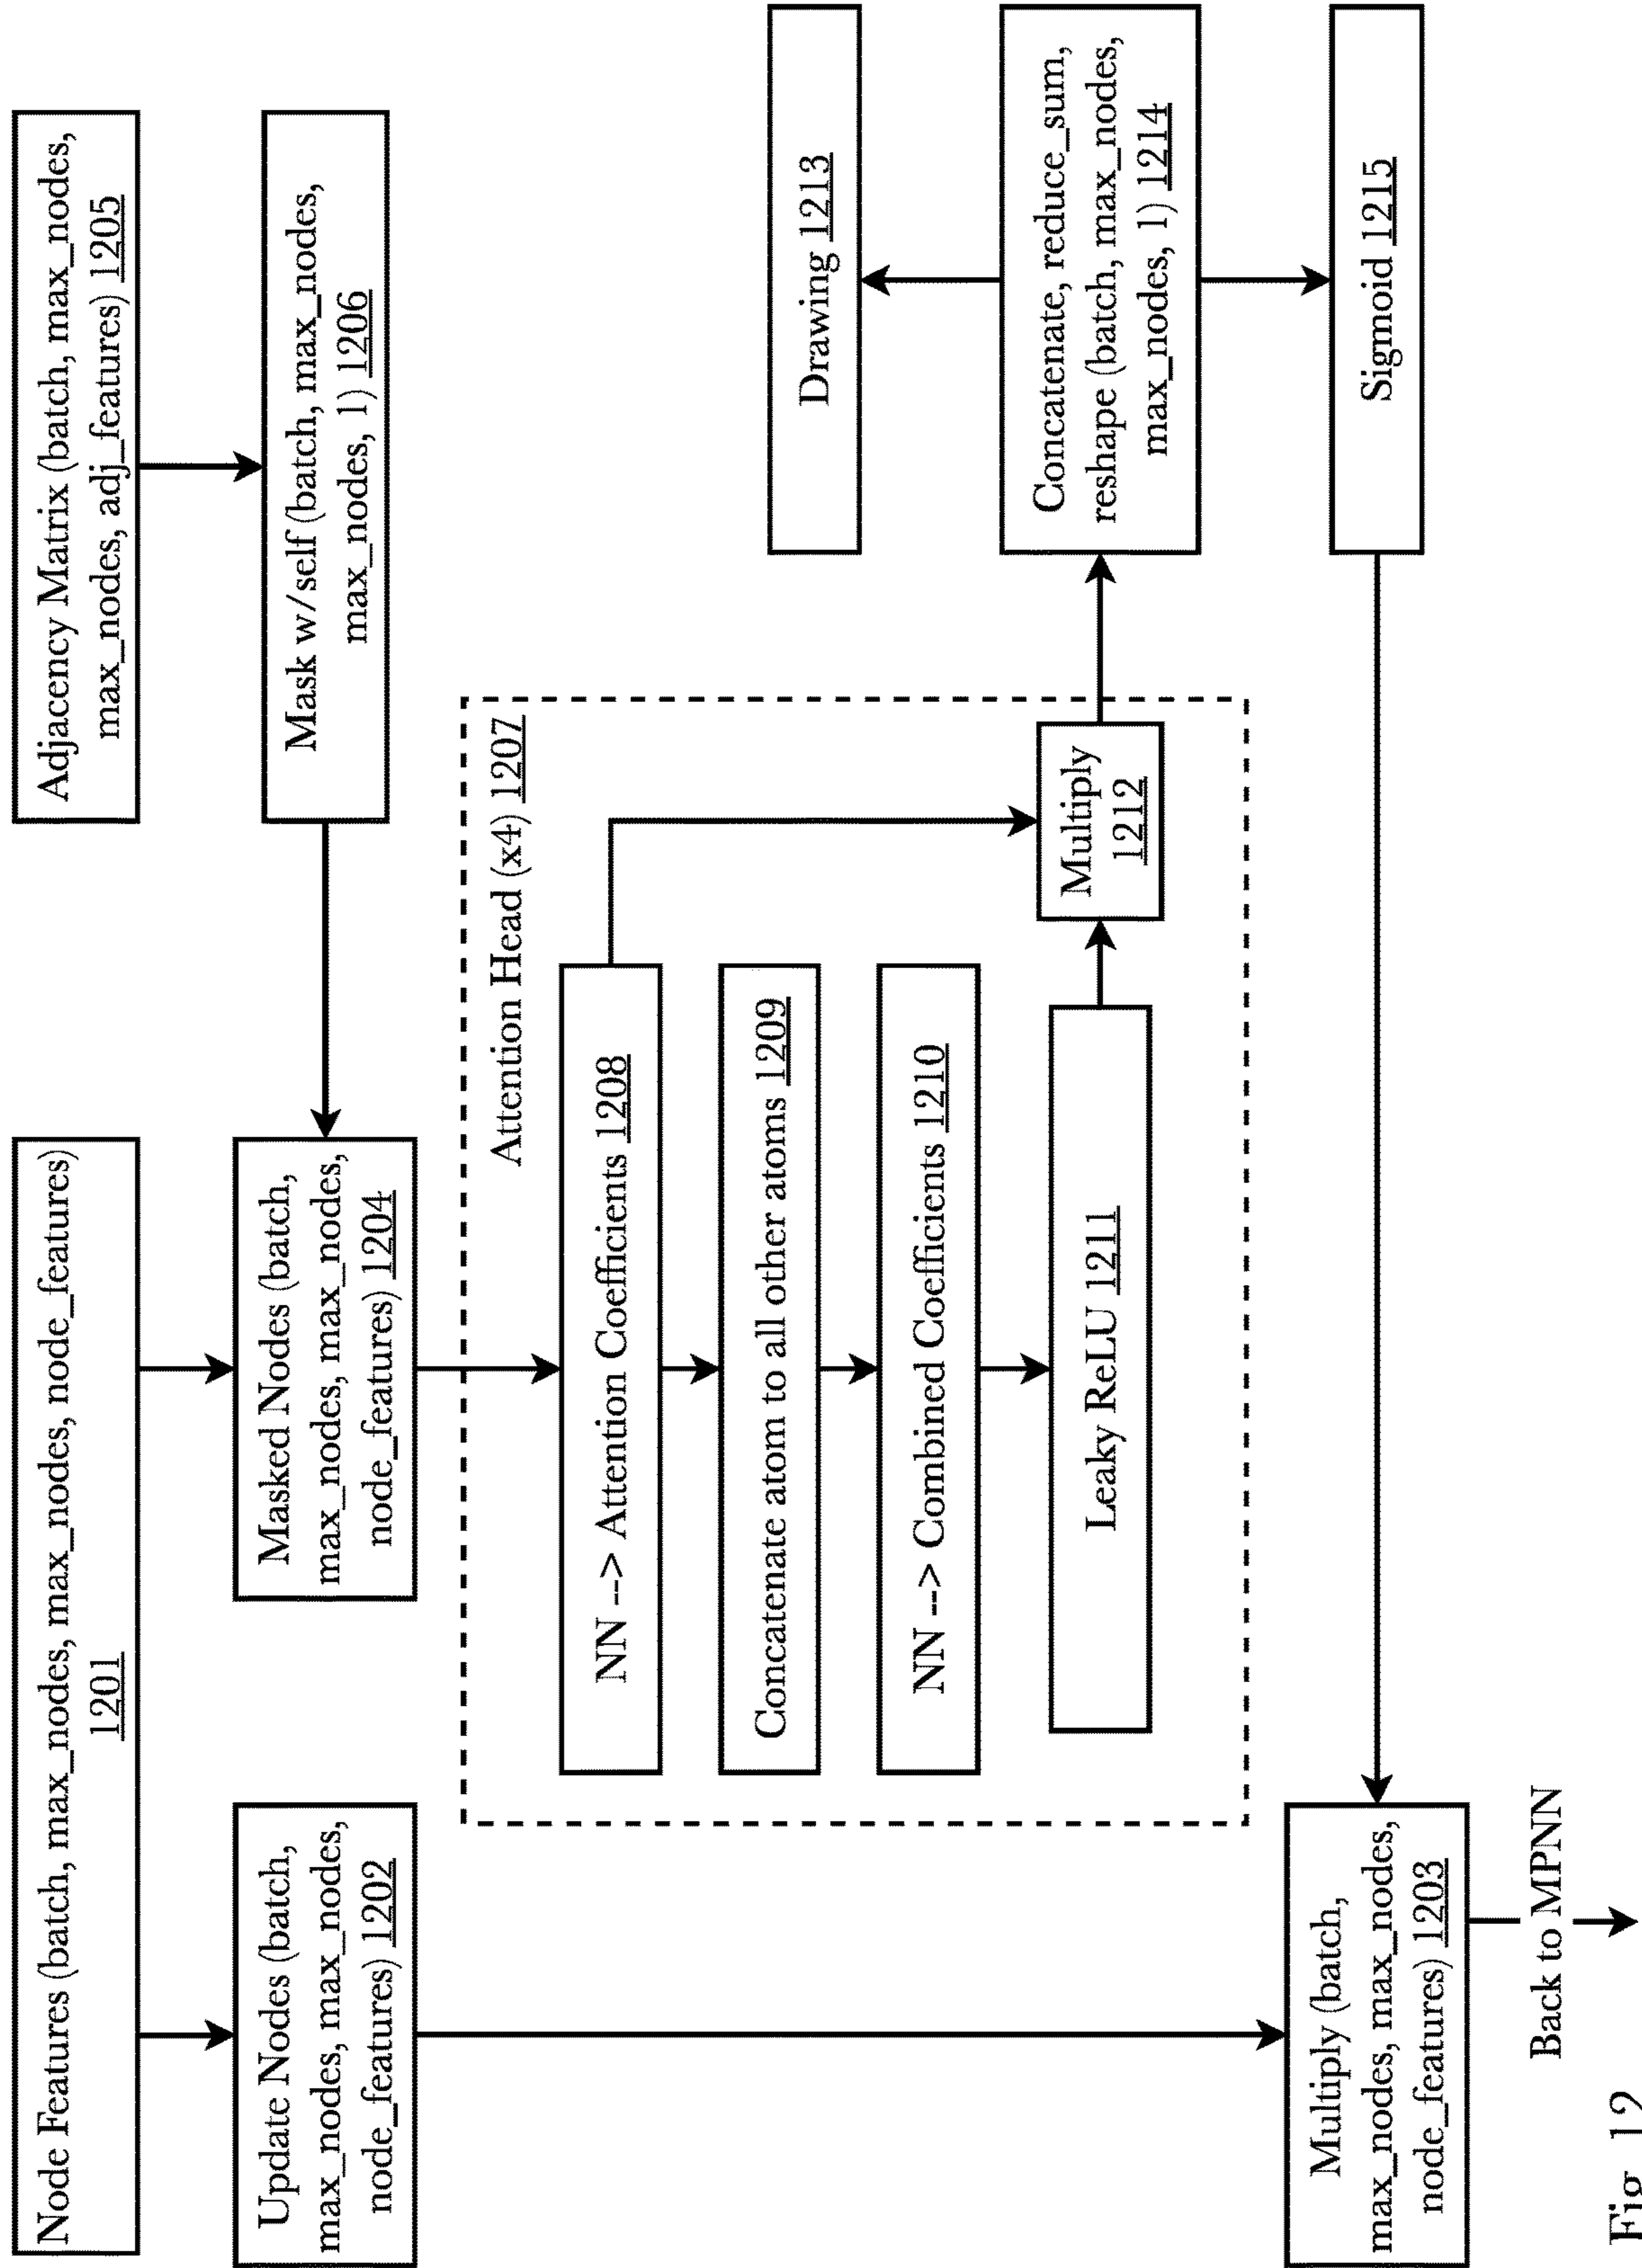 Node Features (batch, max_nodes, max_nodes, max_nodes, node_features)
1201
Adjacency Matrix (batch, max_nodes,
max_nodes, adj_features) 1205
Update Nodes (batch,
max_nodes, max_nodes,
node_features) 1202
Masked Nodes (batch,
max_nodes, max_nodes,
node_features) 1204
Mask w/self (batch, max_nodes,
max_nodes, 1) 1206
Attention Head (x4) 1207
NN --> Attention Coefficients 1208
Concatenate atom to all other atoms 1209
NN --> Combined Coefficients 1210
Leaky ReLU 1211
Multiply
1212
Drawing 1213
Concatenate, reduce_sum,
reshape (batch, max_nodes,
max_nodes, 1) 1214
Sigmoid 1215
Multiply (batch,
max_nodes, max_nodes,
node_features) 1203
Back to MPNN
Fig. 12